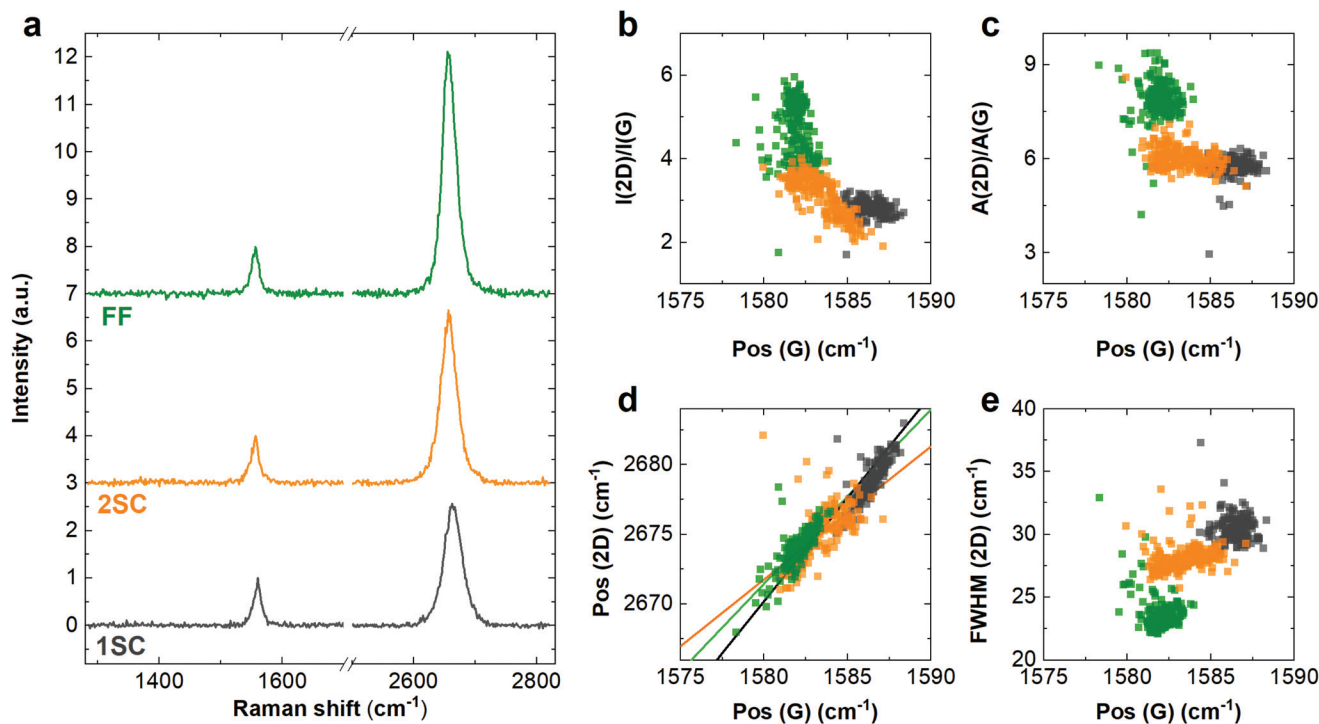 a
12
11
10
9
8
7
6
5
4
3
2
1
0
FF
2SC
1SC
1400
1600
2600
2800
Intensity (a.u.)
Raman shift (cm⁻¹)
b
6
4
2
1575
1580
1585
1590
I(2D)/I(G)
Pos (G) (cm⁻¹)
c
9
6
3
1575
1580
1585
1590
A(2D)/A(G)
Pos (G) (cm⁻¹)
d
2680
2675
2670
1575
1580
1585
1590
Pos (2D) (cm⁻¹)
Pos (G) (cm⁻¹)
e
40
35
30
25
20
1575
1580
1585
1590
FWHM (2D) (cm⁻¹)
Pos (G) (cm⁻¹)